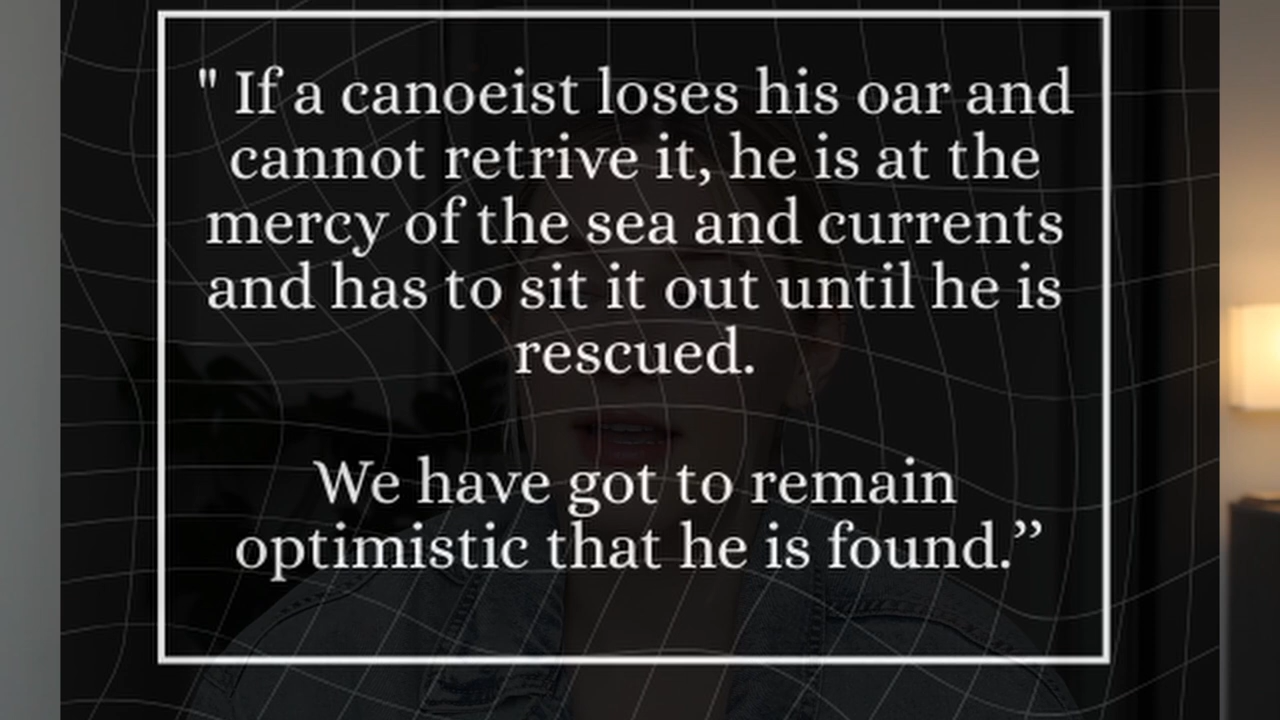 " If a canoeist loses his oar and
cannot retrive it, he is at the
mercy of the sea and currents
and has to sit it out until he is
rescued.
We have got to remain
optimistic that he is found.’’